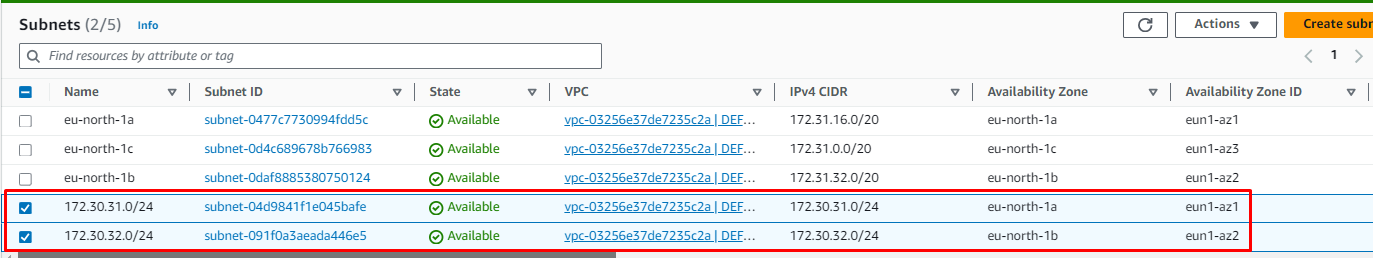 Subnets (2/5) Info Actions Create subr
Find resources by attribute or tag 1
Name Subnet ID State VPC IPv4 CIDR Availability Zone Availability Zone ID
eu-north-1a subnet-0477c7730994fdd5c Available vpc-03256e37de7235c2a | DEF... 172.31.16.0/20 eu-north-1a eun1-az1
eu-north-1c subnet-0d4c689678b766983 Available vpc-03256e37de7235c2a | DEF... 172.31.0.0/20 eu-north-1c eun1-az3
eu-north-1b subnet-0daf8885380750124 Available vpc-03256e37de7235c2a | DEF... 172.31.32.0/20 eu-north-1b eun1-az2
172.30.31.0/24 subnet-04d9841f1e045bafe Available vpc-03256e37de7235c2a | DEF... 172.30.31.0/24 eu-north-1a eun1-az1
172.30.32.0/24 subnet-091f0a3aeada446e5 Available vpc-03256e37de7235c2a | DEF... 172.30.32.0/24 eu-north-1b eun1-az2